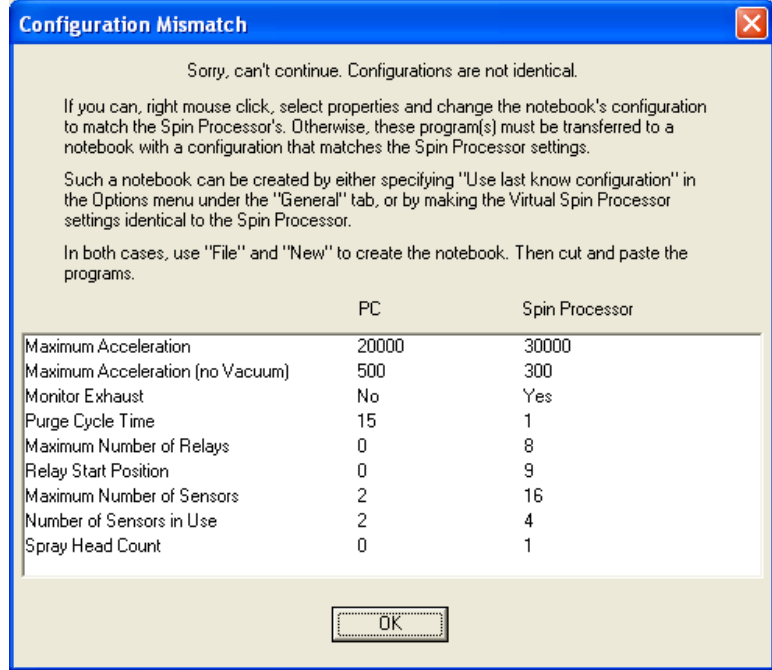 Configuration Mismatch
Sorry, can't continue. Configurations are not identical.
If you can, right mouse click, select properties and change the notebook's configuration
to match the Spin Processor's. Otherwise, these program(s) must be transferred to a
notebook with a configuration that matches the Spin Processor settings.
Such a notebook can be created by either specifying "Use last know configuration" in
the Options menu under the "General" tab, or by making the Virtual Spin Processor
settings identical to the Spin Processor.
In both cases, use "File" and "New" to create the notebook. Then cut and paste the
programs.
PC Spin Processor
Maximum Acceleration 20000 30000
Maximum Acceleration (no Vacuum) 500 300
Monitor Exhaust No Yes
Purge Cycle Time 15 1
Maximum Number of Relays 0 8
Relay Start Position 0 9
Maximum Number of Sensors 2 16
Number of Sensors in Use 2 4
Spray Head Count 0 1
OK